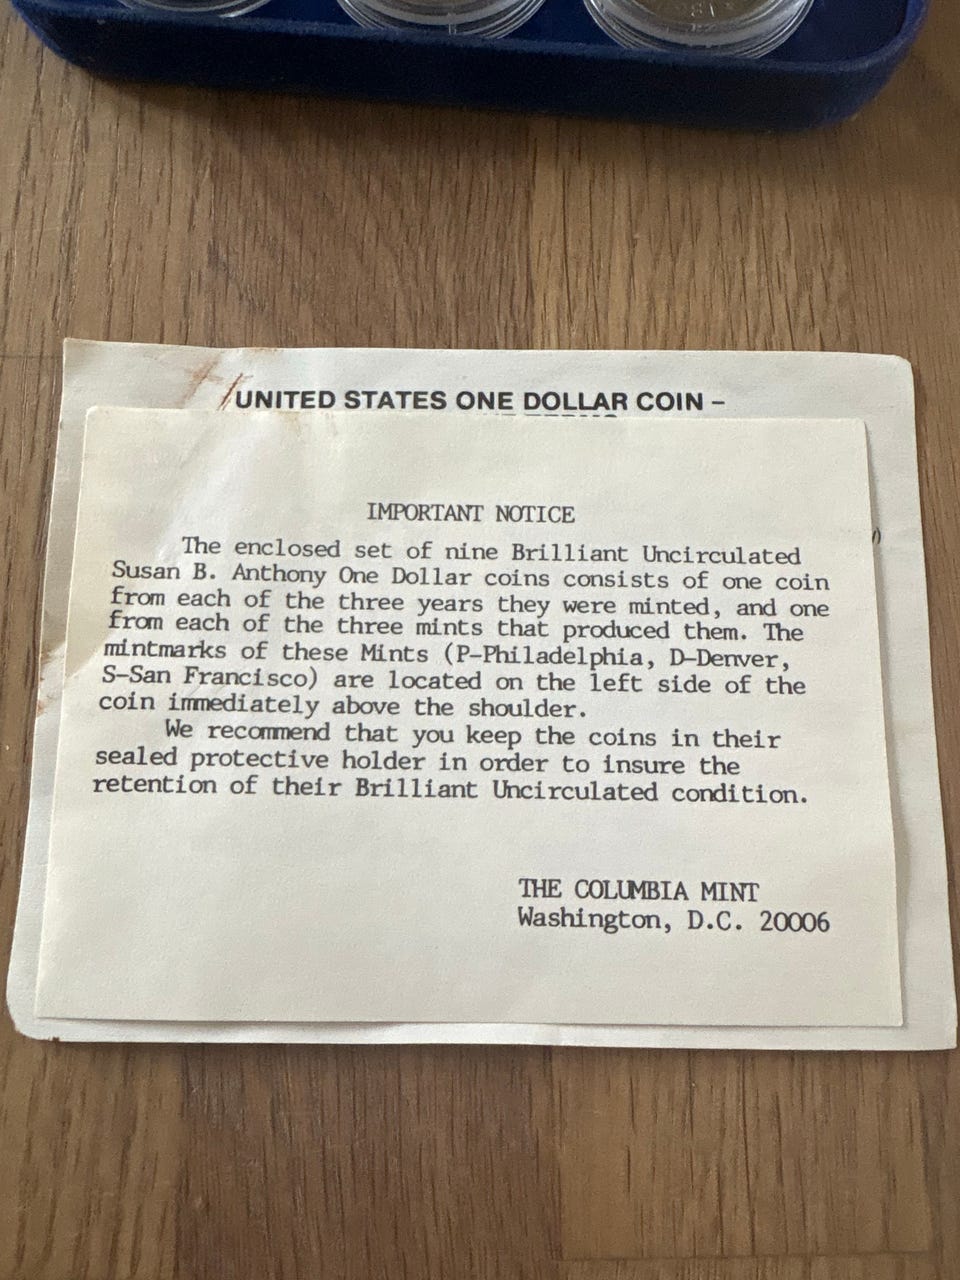 UNITED STATES ONE DOLLAR COIN –
IMPORTANT NOTICE
The enclosed set of nine Brilliant Uncirculated
Susan B. Anthony One Dollar coins consists of one coin
from each of the three years they were minted, and one
from each of the three mints that produced them. The
mintmarks of these Mints (P-Philadelphia, D-Denver,
S-San Francisco) are located on the left side of the
coin immediately above the shoulder.
We recommend that you keep the coins in their
sealed protective holder in order to insure the
retention of their Brilliant Uncirculated condition.
THE COLUMBIA MINT
Washington, D.C. 20006